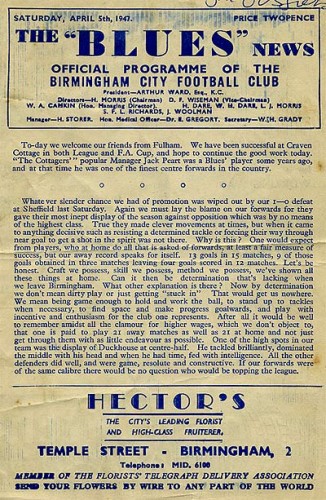 SATURDAY, APRIL 5th, 1947. PRICE TWOPENCE
THE "BLUES" NEWS
OFFICIAL PROGRAMME OF THE
BIRMINGHAM CITY FOOTBALL CLUB
President—ARTHUR WARD, Esq., K.C.
Directors—H. MORRIS (Chairman) D. F. WISEMAN (Vice-Chairman)
W. A. CAMKIN (Hon. Managing Director), H. DARE, W. H. DARE, L. J. MORRIS
S. F. L. RICHARDS, J. WOOLMAN
Manager—H. STORER. Hon. Medical Officer—Dr. R. GREGORY. Secretary—W. H. GRADY
To-day we welcome our friends from Fulham. We have been successful at Craven
Cottage in both League and F.A. Cup, and hope to continue the good work today.
"The Cottagers'" popular Manager Jack Peart was a Blues' player some years ago,
and at that time he was one of the finest centre forwards in the country.
Whatever slender chance we had of promotion was wiped out by our 1—0 defeat
at Sheffield last Saturday. Again we must lay the blame on our forwards for they
gave their most inept display of the season against opposition which was by no means
of the highest class. True they made clever movements at times, but when it came
to anything decisive such as resisting a determined tackle or forcing their way through
near goal to get a shot in the spirit was not there. Why is this? One would expect
from players, who at home do all that is asked of forwards, at least a fair measure of
success, but our away record speaks for itself. 13 goals in 15 matches, 9 of those
goals obtained in three matches leaving four goals scored in 12 matches. Let's be
honest. Craft we possess, skill we possess, method we possess, we've shown all
these things at home. Can it then be determination that's lacking when
we leave Birmingham. What other explanation is there? Now by determination
we don't mean dirty play or just getting "stuck in" That would get us nowhere.
We mean being game enough to hold and work the ball, to stand up to tackles
when necessary, to find space and make progress goalwards, and play with
incentive and enthusiasm for the club one represents. After all it would be well
to remember amidst all the clamour for higher wages, which we don't object to,
that one is paid to play 21 away matches as well as 21 at home and not just
get through them with as little endeavour as possible. One of the high spots in our
team was the display of Duckhouse at centre-half. He tackled brilliantly, dominated
the middle with his head and when he had time, fed with intelligence. All the other
defenders did well, and were game, resolute and constructive. If our forwards were
of the same calibre there would be no question who would be topping the league.
HECTOR'S
THE CITY'S LEADING FLORIST
AND HIGH-CLASS FRUITERER,
TEMPLE STREET - BIRMINGHAM, 2
Telephone: MID. 6100
MEMBER OF THE FLORISTS' TELEGRAPH DELIVERY ASSOCIATION
SEND YOUR FLOWERS BY WIRE TO ANY PART OF THE WORLD